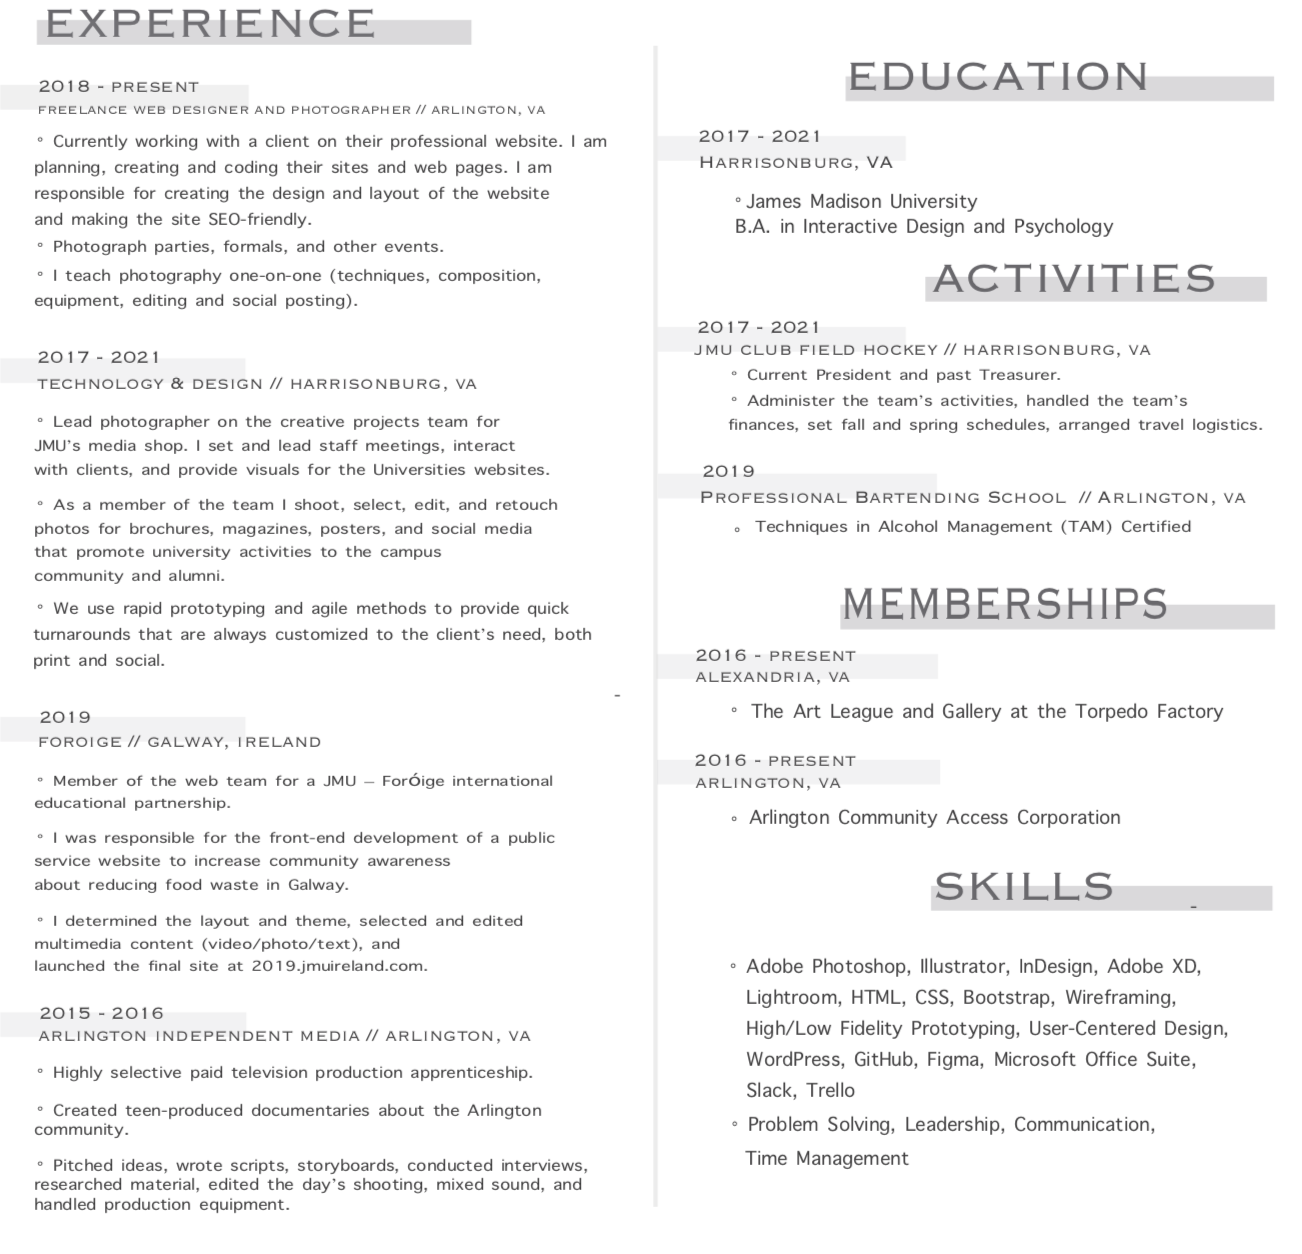 EXPERIENCE
2018 - PRESENT
FREELANCE WEB DESIGNER AND PHOTOGRAPHER // ARLINGTON, VA
° Currently working with a client on their professional website. I am
planning, creating and coding their sites and web pages. I am
responsible for creating the design and layout of the website
and making the site SEO-friendly.
° Photograph parties, formals, and other events.
° I teach photography one-on-one (techniques, composition,
equipment, editing and social posting).
2017 - 2021
TECHNOLOGY & DESIGN // HARRISONBURG, VA
° Lead photographer on the creative projects team for
JMU's media shop. I set and lead staff meetings, interact
with clients, and provide visuals for the Universities websites.
° As a member of the team I shoot, select, edit, and retouch
photos for brochures, magazines, posters, and social media
that promote university activities to the campus
community and alumni.
° We use rapid prototyping and agile methods to provide quick
turnarounds that are always customized to the client's need, both
print and social.
-
2019
FOROIGE // GALWAY, IRELAND
° Member of the web team for a JMU – ForÓige international
educational partnership.
° I was responsible for the front-end development of a public
service website to increase community awareness
about reducing food waste in Galway.
° I determined the layout and theme, selected and edited
multimedia content (video/photo/text), and
launched the final site at 2019.jmuireland.com.
2015 - 2016
ARLINGTON INDEPENDENT MEDIA // ARLINGTON, VA
° Highly selective paid television production apprenticeship.
° Created teen-produced documentaries about the Arlington
community.
° Pitched ideas, wrote scripts, storyboards, conducted interviews,
researched material, edited the day's shooting, mixed sound, and
handled production equipment.
EDUCATION
2017 - 2021
HARRISONBURG, VA
° James Madison University
B.A. in Interactive Design and Psychology
ACTIVITIES
2017 - 2021
JMU CLUB FIELD HOCKEY // HARRISONBURG, VA
° Current President and past Treasurer.
° Administer the team's activities, handled the team's
finances, set fall and spring schedules, arranged travel logistics.
2019
PROFESSIONAL BARTENDING SCHOOL // ARLINGTON, VA
° Techniques in Alcohol Management (TAM) Certified
MEMBERSHIPS
2016 - PRESENT
ALEXANDRIA, VA
° The Art League and Gallery at the Torpedo Factory
2016 - PRESENT
ARLINGTON, VA
° Arlington Community Access Corporation
SKILLS
-
° Adobe Photoshop, Illustrator, InDesign, Adobe XD,
Lightroom, HTML, CSS, Bootstrap, Wireframing,
High/Low Fidelity Prototyping, User-Centered Design,
WordPress, GitHub, Figma, Microsoft Office Suite,
Slack, Trello
° Problem Solving, Leadership, Communication,
Time Management